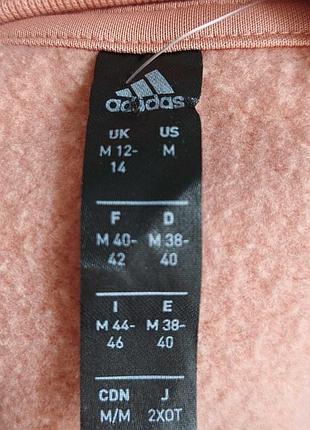 adidas
UK US
M 12- M
14
F D
M 40- M 38-
42 40
I E
M 44- M 38-
46 40
CDN J
M/M 2XOT